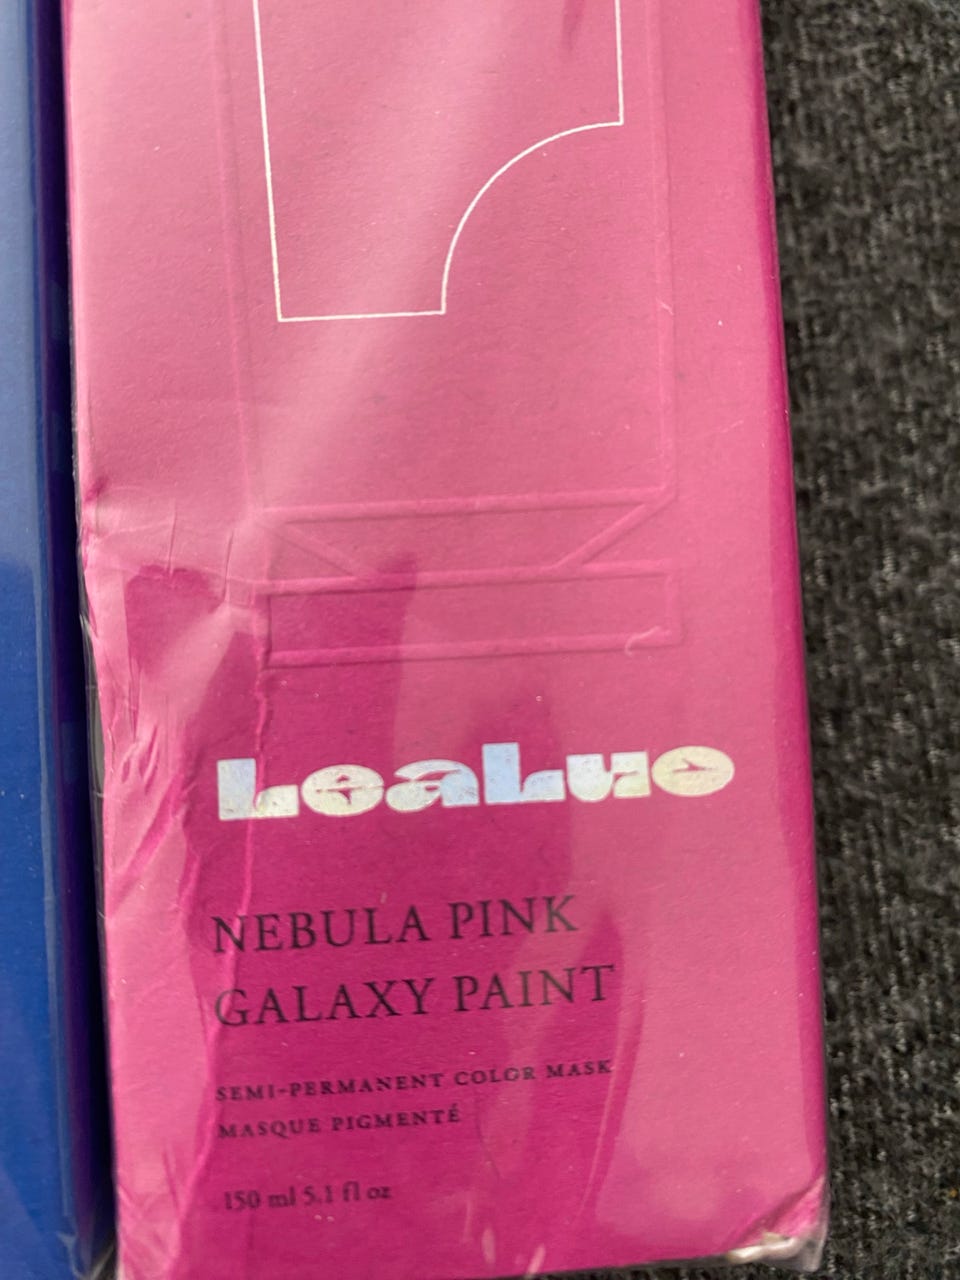 LeaLuo
NEBULA PINK
GALAXY PAINT
SEMI-PERMANENT COLOR MASK
MASQUE PIGMENTÉ
150 ml 5.1 fl oz